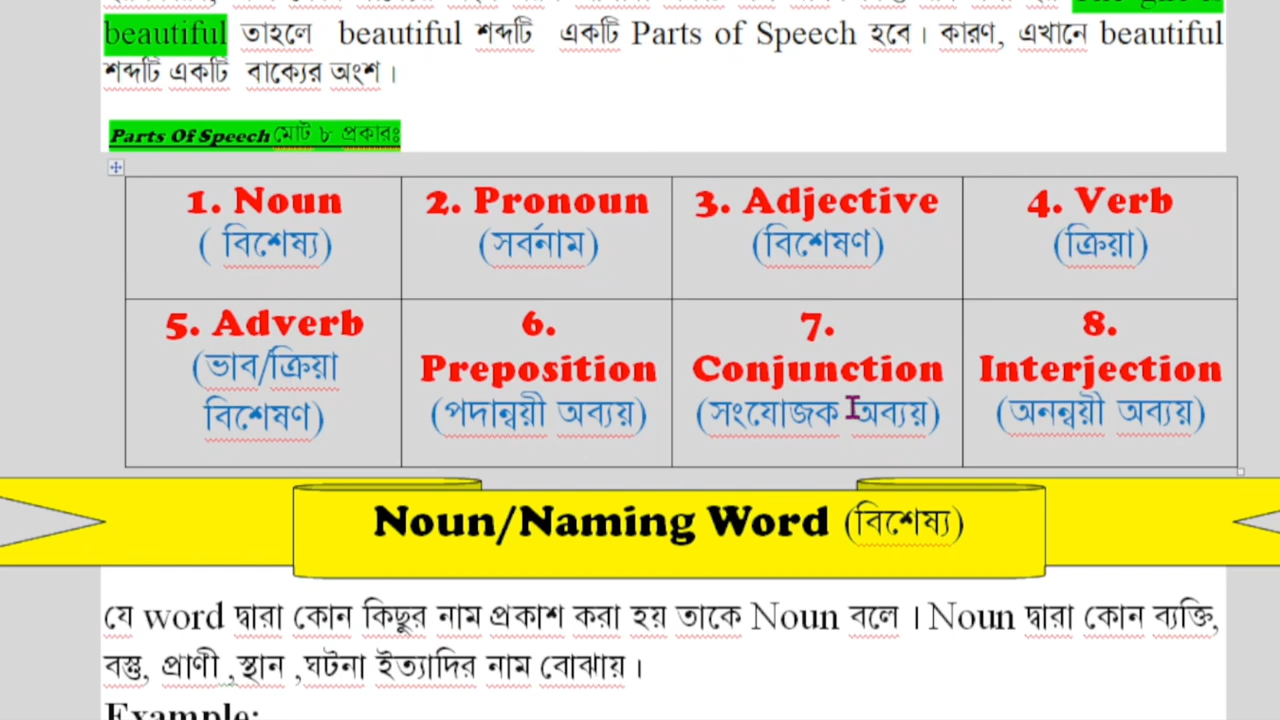 beautiful তাহলে beautiful শব্দটি একটি Parts of Speech হবে। কারণ, এখানে beautiful
শব্দটি একটি বাক্যের অংশ।
Parts Of Speech মোট ৮ প্রকারঃ
1. Noun
( বিশেষ্য)
2. Pronoun
(সর্বনাম)
3. Adjective
(বিশেষণ)
4. Verb
(ক্রিয়া)
5. Adverb
(ভাব/ক্রিয়া
বিশেষণ)
6.
Preposition
(পদান্বয়ী অব্যয়)
7.
Conjunction
(সংযোজক অব্যয়)
8.
Interjection
(অনন্বয়ী অব্যয়)
Noun/Naming Word (বিশেষ্য)
যে word দ্বারা কোন কিছুর নাম প্রকাশ করা হয় তাকে Noun বলে । Noun দ্বারা কোন ব্যক্তি,
বস্তু, প্রাণী ,স্থান ,ঘটনা ইত্যাদির নাম বোঝায়।
Example: